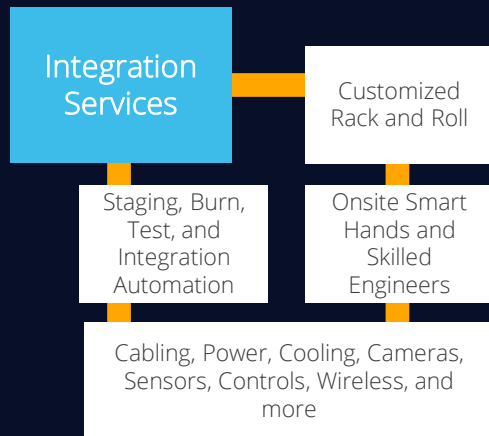 Integration
Services
Customized
Rack and Roll
Staging, Burn,
Test, and
Integration
Automation
Onsite Smart
Hands and
Skilled
Engineers
Cabling, Power, Cooling, Cameras,
Sensors, Controls, Wireless, and
more